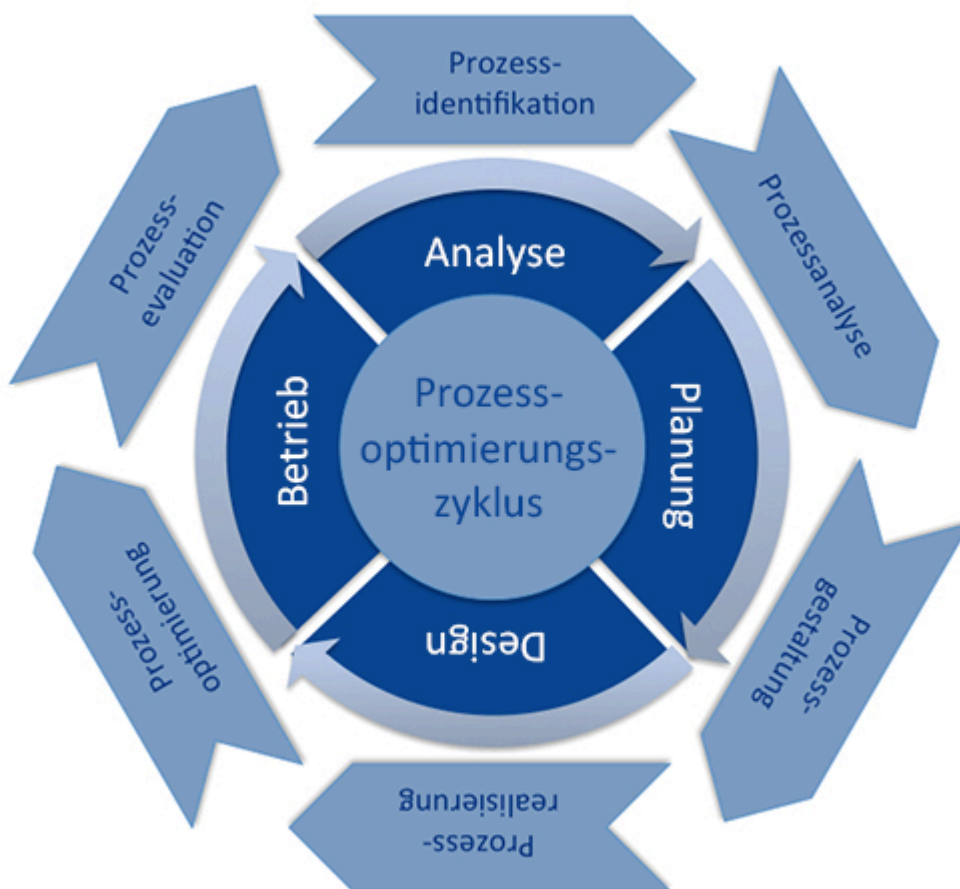 Prozess-
identifikation
Prozessanalyse
Prozess-
gestaltung
Prozess-
realisierung
Prozess-
optimierung
Prozess-
evaluation
Analyse
Planung
Design
Betrieb
Prozess-
optimierungs-
zyklus